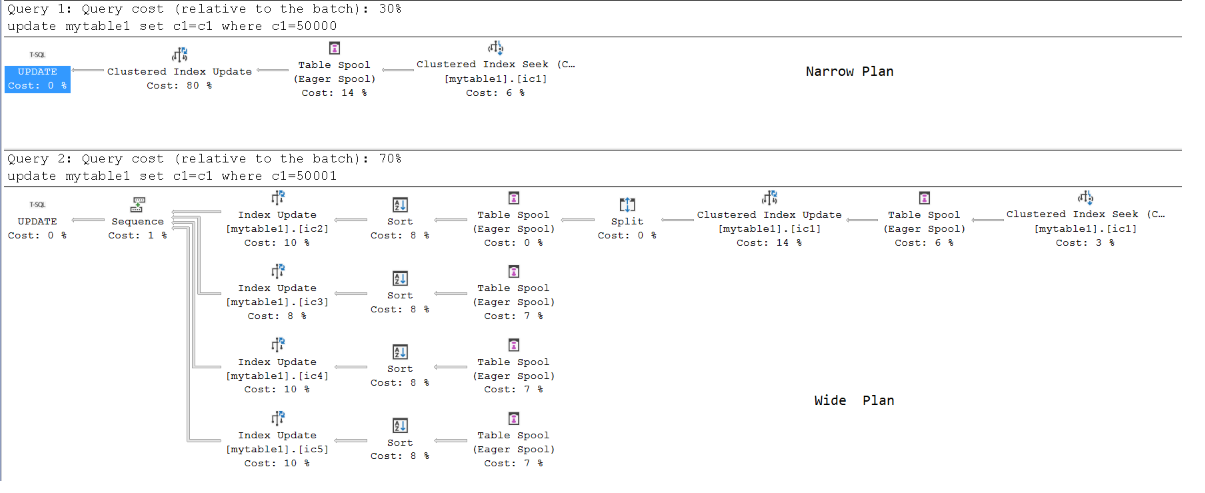 Query 1: Query cost (relative to the batch): 30%
update mytable1 set c1=c1 where c1=50000
T-SQL
UPDATE
Cost: 0 %
Clustered Index Update
Cost: 80 %
Table Spool
(Eager Spool)
Cost: 14 %
Clustered Index Seek (C…
[mytable1].[ic1]
Cost: 6 %
Narrow Plan
Query 2: Query cost (relative to the batch): 70%
update mytable1 set c1=c1 where c1=50001
T-SQL
UPDATE
Cost: 0 %
Sequence
Cost: 1 %
Index Update
[mytable1].[ic2]
Cost: 10 %
Sort
Cost: 8 %
Table Spool
(Eager Spool)
Cost: 0 %
Split
Cost: 0 %
Clustered Index Update
[mytable1].[ic1]
Cost: 14 %
Table Spool
(Eager Spool)
Cost: 6 %
Clustered Index Seek (C…
[mytable1].[ic1]
Cost: 3 %
Index Update
[mytable1].[ic3]
Cost: 8 %
Sort
Cost: 8 %
Table Spool
(Eager Spool)
Cost: 7 %
Index Update
[mytable1].[ic4]
Cost: 10 %
Sort
Cost: 8 %
Table Spool
(Eager Spool)
Cost: 7 %
Wide Plan
Index Update
[mytable1].[ic5]
Cost: 10 %
Sort
Cost: 8 %
Table Spool
(Eager Spool)
Cost: 7 %